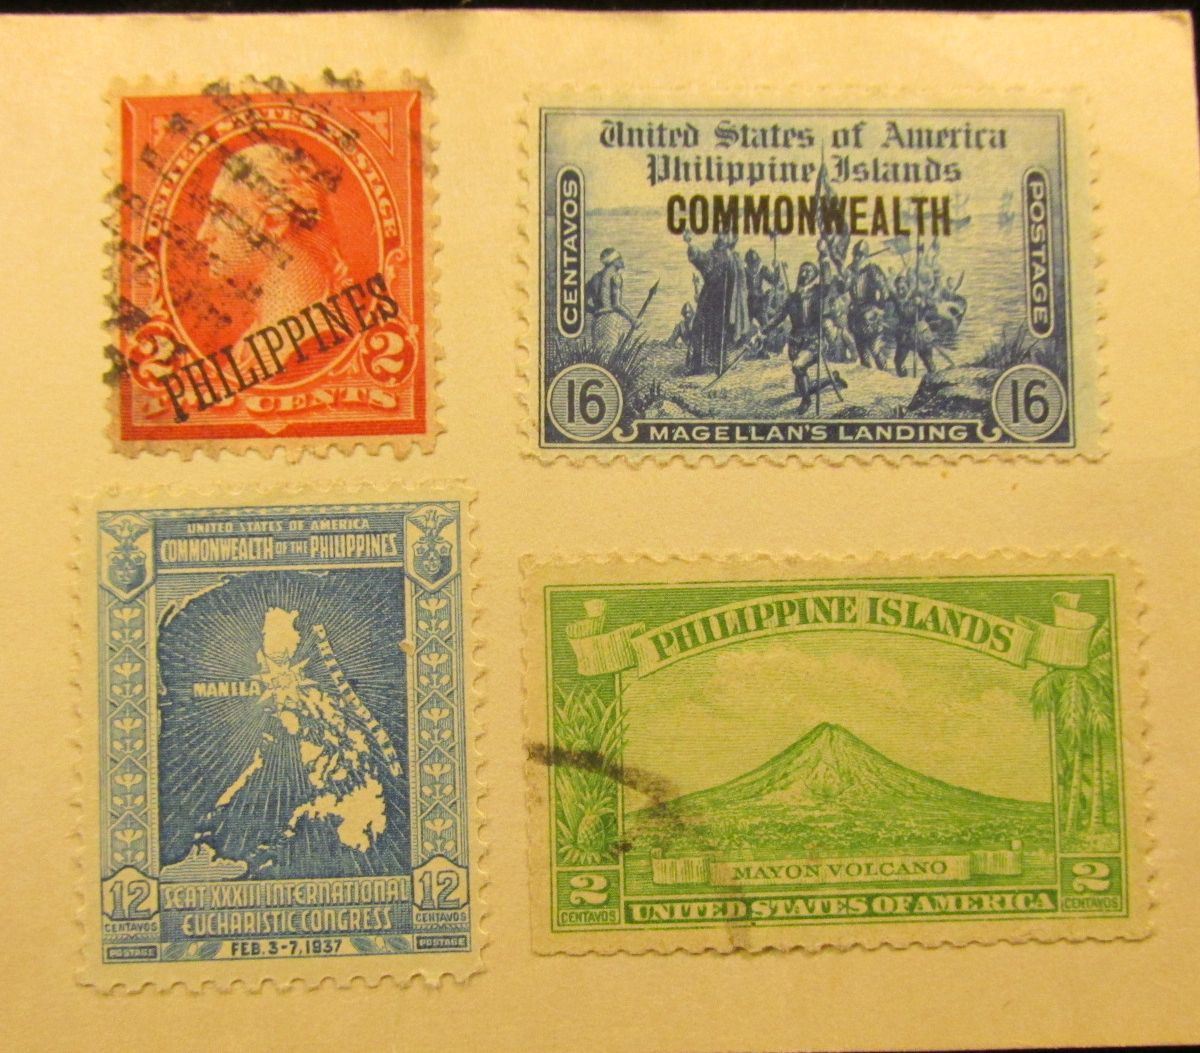 UNITED STATES POSTAGE
PHILIPPINES
2 2
TWO CENTS
United States of America
Philippine Islands
COMMONWEALTH
CENTAVOS
POSTAGE
16 16
MAGELLAN'S LANDING
UNITED STATES OF AMERICA
COMMONWEALTH OF THE PHILIPPINES
PHILIPPINES
MANILA
12 12
SEAT XXXIII INTERNATIONAL
EUCHARISTIC CONGRESS
CENTAVOS CENTAVOS
POSTAGE FEB. 3-7, 1937 POSTAGE
PHILIPPINE ISLANDS
MAYON VOLCANO
2 2
CENTAVOS UNITED STATES OF AMERICA CENTAVOS